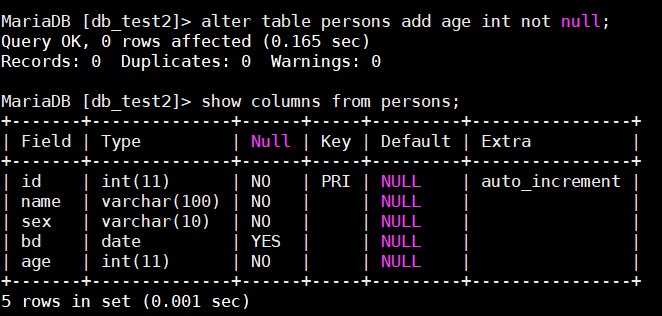 MariaDB [db_test2]> alter table persons add age int not null;
Query OK, 0 rows affected (0.165 sec)
Records: 0  Duplicates: 0  Warnings: 0

MariaDB [db_test2]> show columns from persons;
+-------+--------------+------+-----+---------+----------------+
| Field | Type         | Null | Key | Default | Extra          |
+-------+--------------+------+-----+---------+----------------+
| id    | int(11)      | NO   | PRI | NULL    | auto_increment |
| name  | varchar(100) | NO   |     | NULL    |                |
| sex   | varchar(10)  | NO   |     | NULL    |                |
| bd    | date         | YES  |     | NULL    |                |
| age   | int(11)      | NO   |     | NULL    |                |
+-------+--------------+------+-----+---------+----------------+
5 rows in set (0.001 sec)